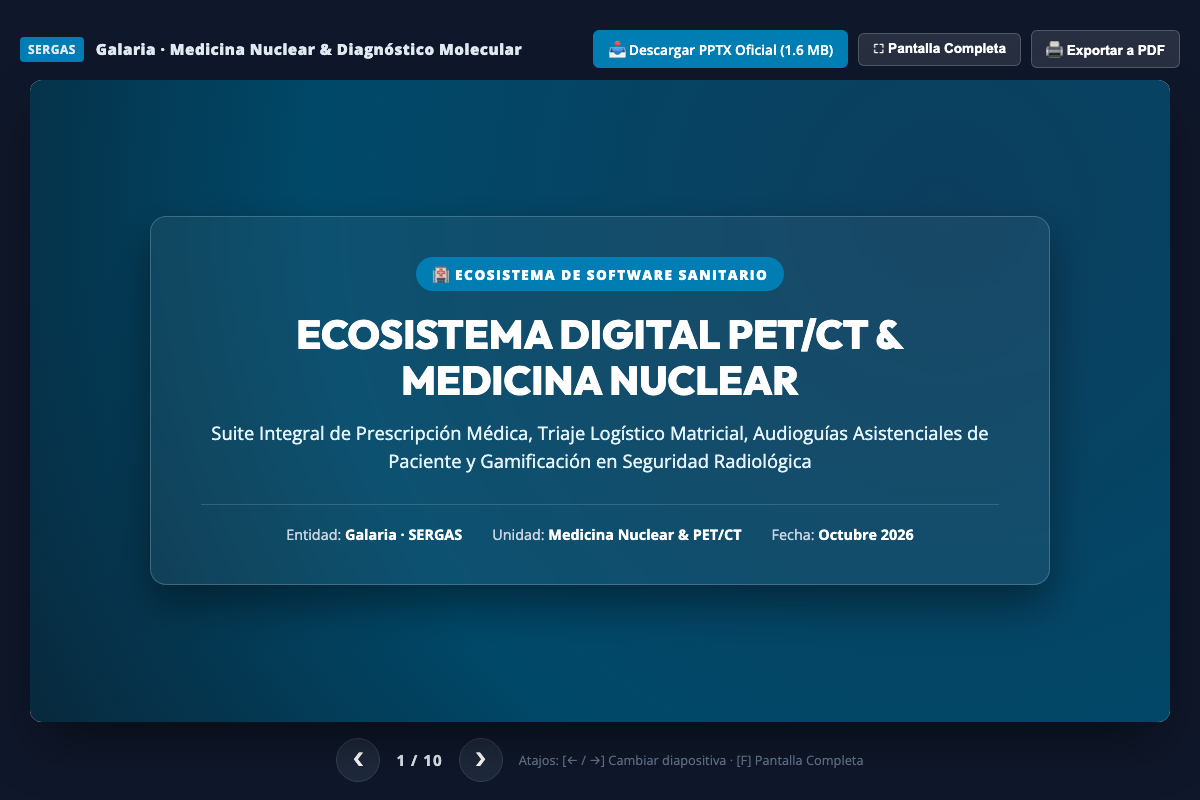 SERGAS Galaria · Medicina Nuclear & Diagnóstico Molecular
Descargar PPTX Oficial (1.6 MB)
Pantalla Completa
Exportar a PDF
ECOSISTEMA DE SOFTWARE SANITARIO
ECOSISTEMA DIGITAL PET/CT &
MEDICINA NUCLEAR
Suite Integral de Prescripción Médica, Triaje Logístico Matricial, Audioguías Asistenciales de
Paciente y Gamificación en Seguridad Radiológica
Entidad: Galaria · SERGAS Unidad: Medicina Nuclear & PET/CT Fecha: Octubre 2026
❮ 1 / 10 ❯ Atajos: [← / →] Cambiar diapositiva · [F] Pantalla Completa